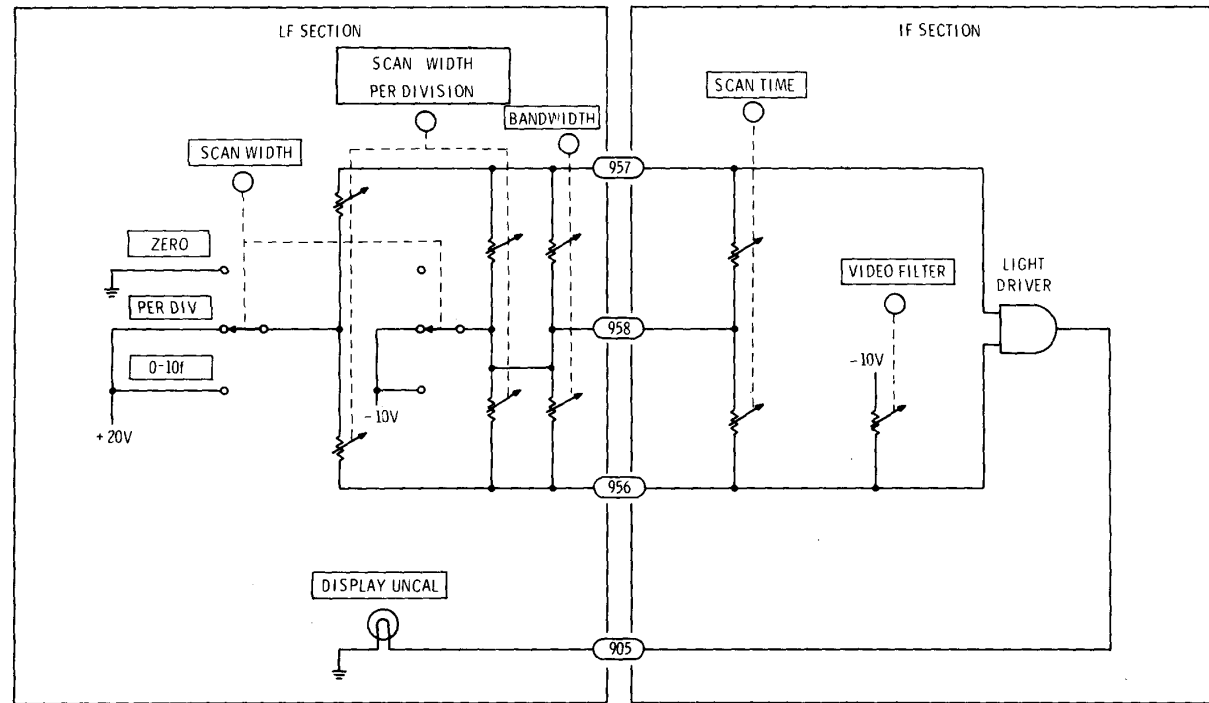 LF SECTION
IF SECTION
SCAN WIDTH
PER DIVISION
SCAN TIME
BANDWIDTH
SCAN WIDTH
957
ZERO
VIDEO FILTER
LIGHT
DRIVER
PER DIV
958
0-10f
-10V
-10V
+20V
956
DISPLAY UNCAL
905